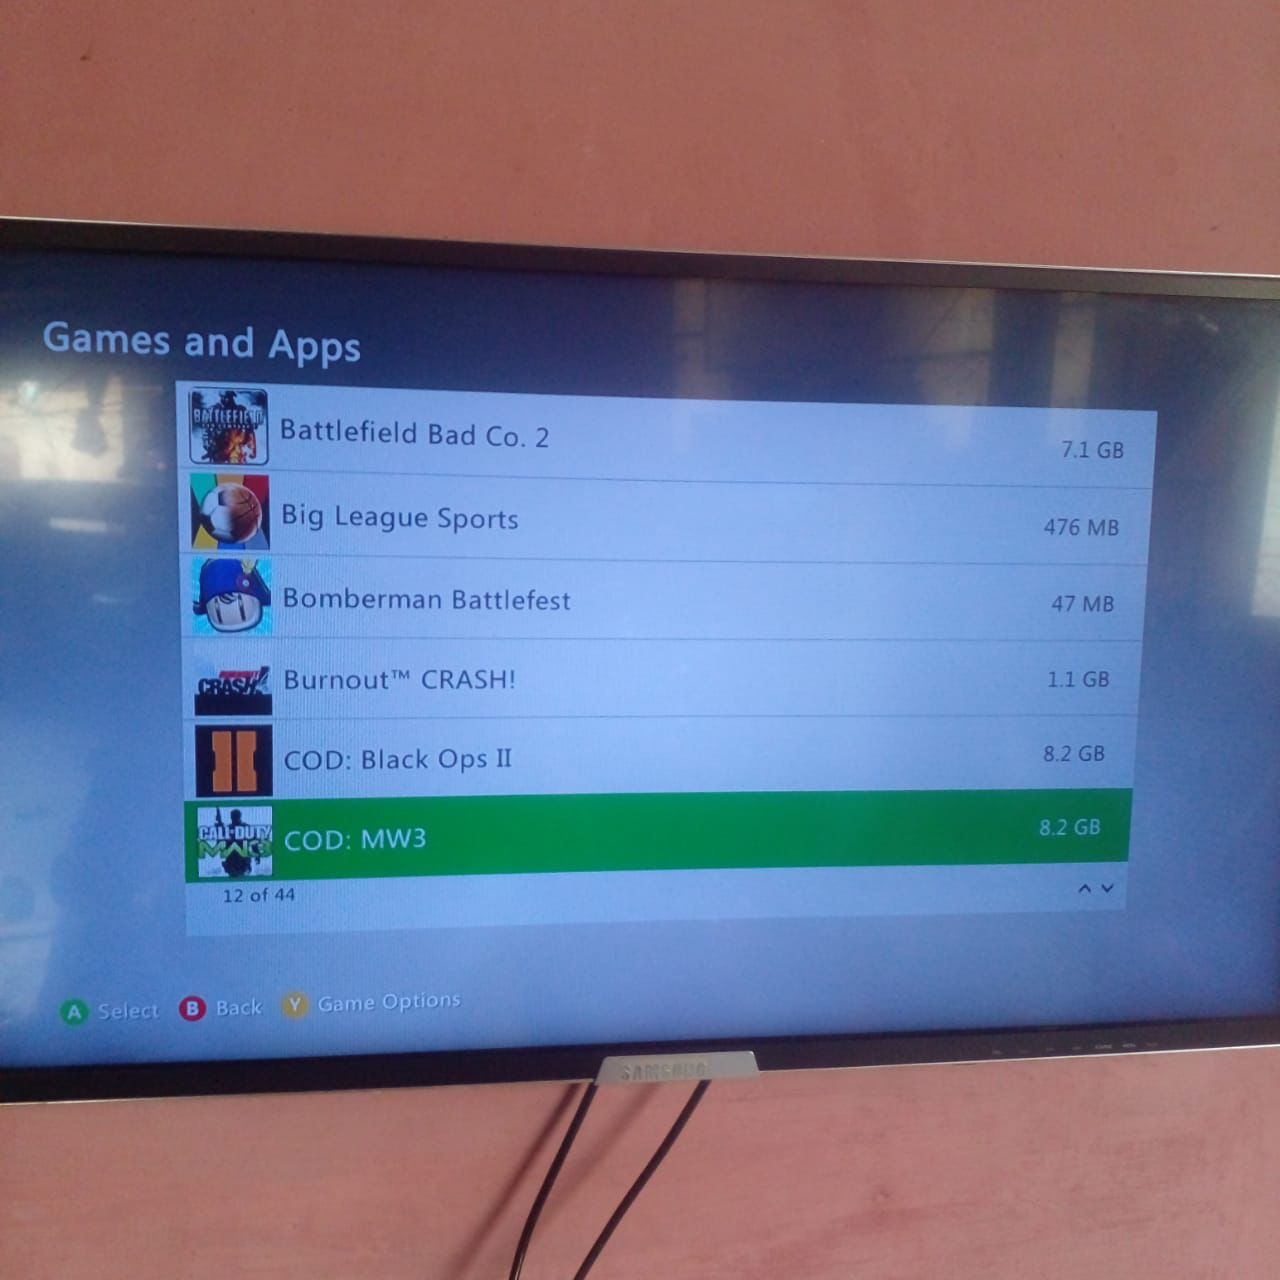 Games and Apps
BATTLEFIELD
Battlefield Bad Co. 2
7.1 GB
Big League Sports
476 MB
Bomberman Battlefest
47 MB
CRASH!
Burnout™ CRASH!
1.1 GB
COD: Black Ops II
8.2 GB
CALL DUTY
MW3
COD: MW3
8.2 GB
12 of 44
A Select B Back Y Game Options
SAMSUNG